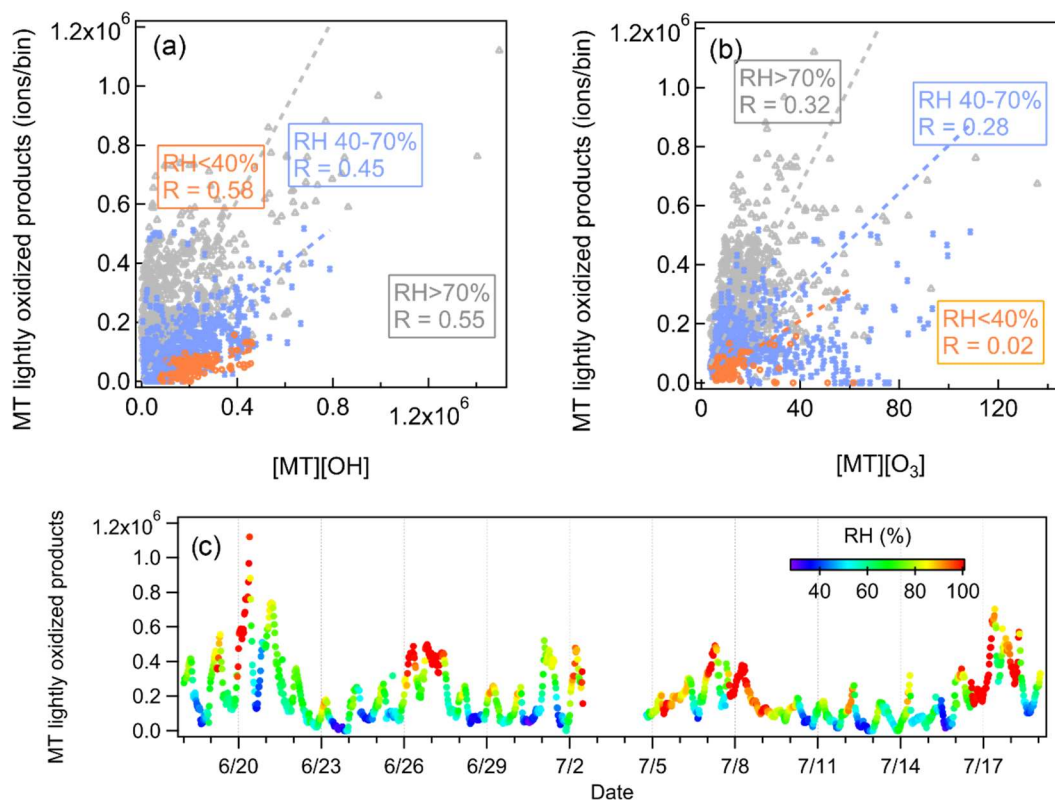 (a)
1.2x10⁶
1.0
0.8
0.6
0.4
0.2
0.0
MT lightly oxidized products (ions/bin)
RH<40%
R = 0.58
RH 40-70%
R = 0.45
RH>70%
R = 0.55
0.0
0.4
0.8
1.2x10⁶
[MT][OH]
(b)
1.2x10⁶
1.0
0.8
0.6
0.4
0.2
0.0
MT lightly oxidized products (ions/bin)
RH>70%
R = 0.32
RH 40-70%
R = 0.28
RH<40%
R = 0.02
0
40
80
120
[MT][O₃]
(c)
1.2x10⁶
1.0
0.8
0.6
0.4
0.2
0.0
MT lightly oxidized products
RH (%)
40
60
80
100
6/20
6/23
6/26
6/29
7/2
7/5
7/8
7/11
7/14
7/17
Date